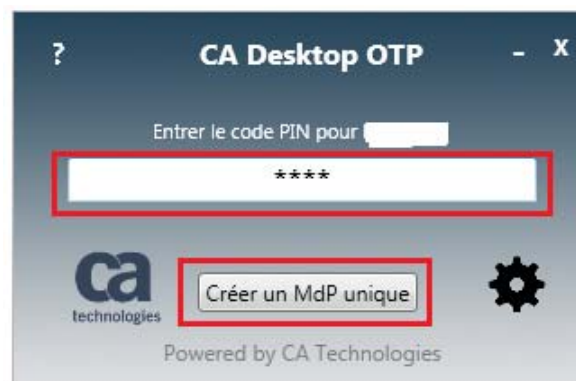 ? CA Desktop OTP - X
Entrer le code PIN pour
****
ca
technologies
Créer un MdP unique
Powered by CA Technologies